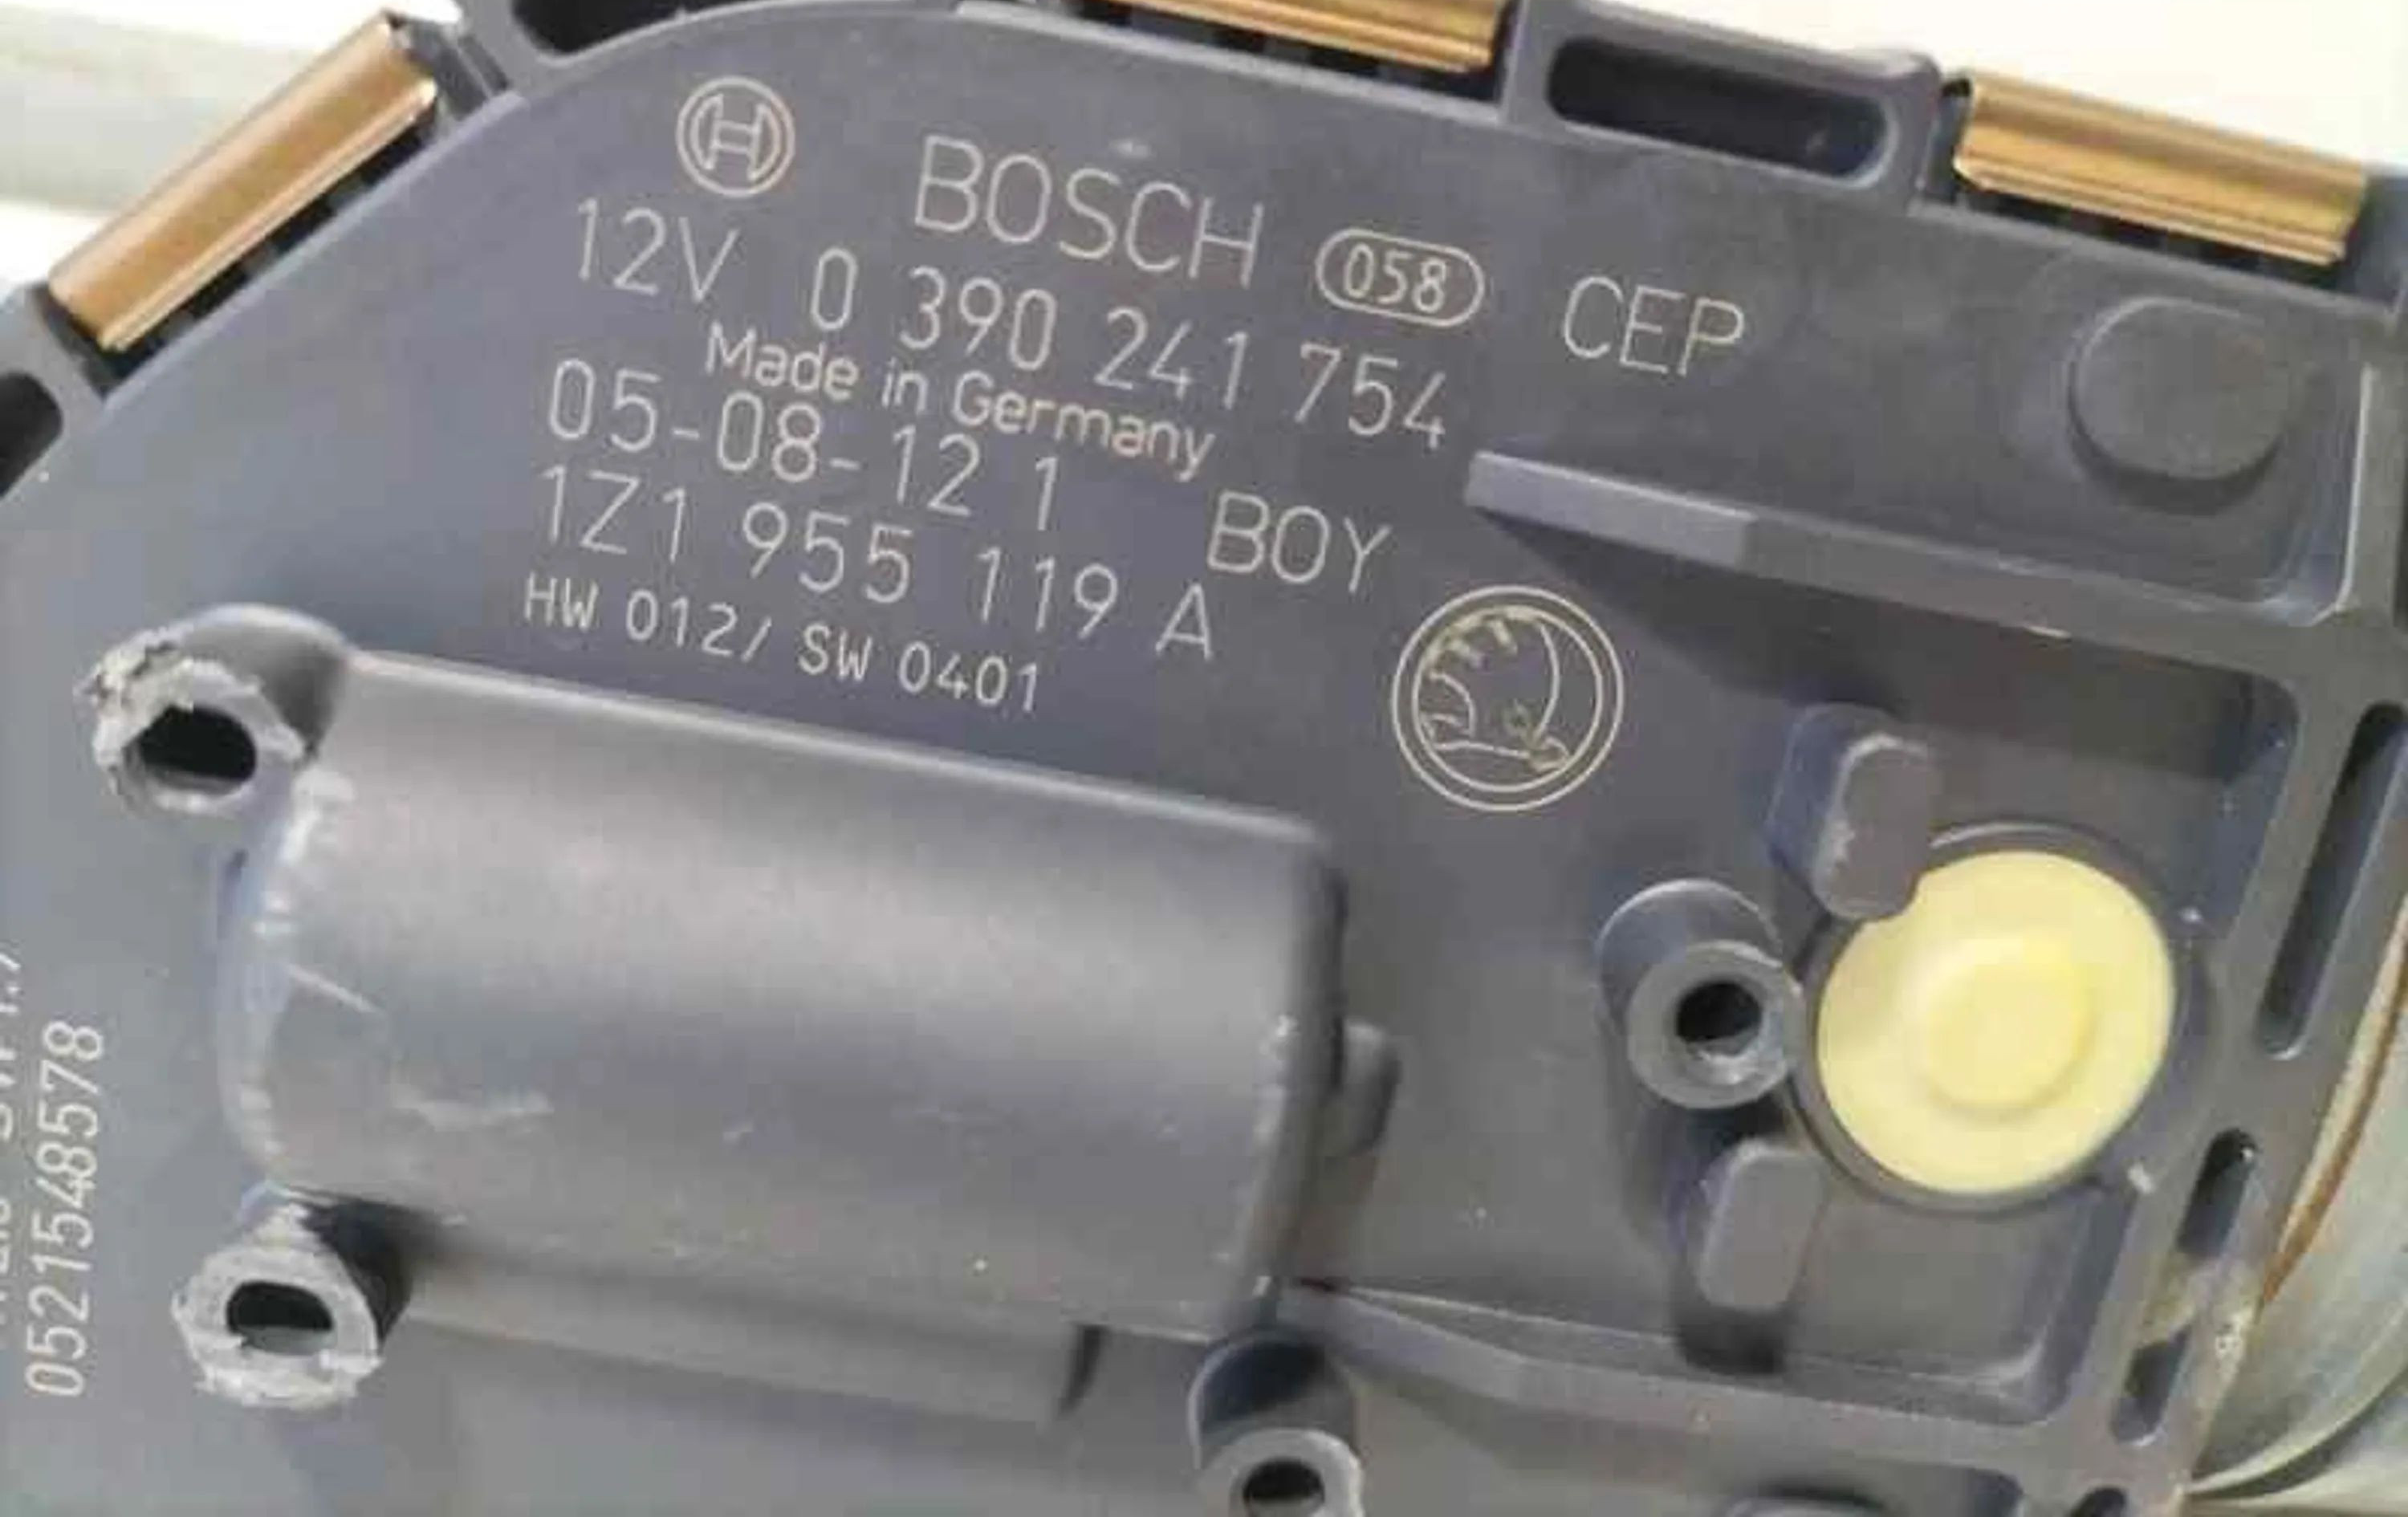 BOSCH 058 CEP
12V 0 390 241 754
Made in Germany
05-08-12 1 BOY
1Z1 955 119 A
HW 012/ SW 0401
0521548578